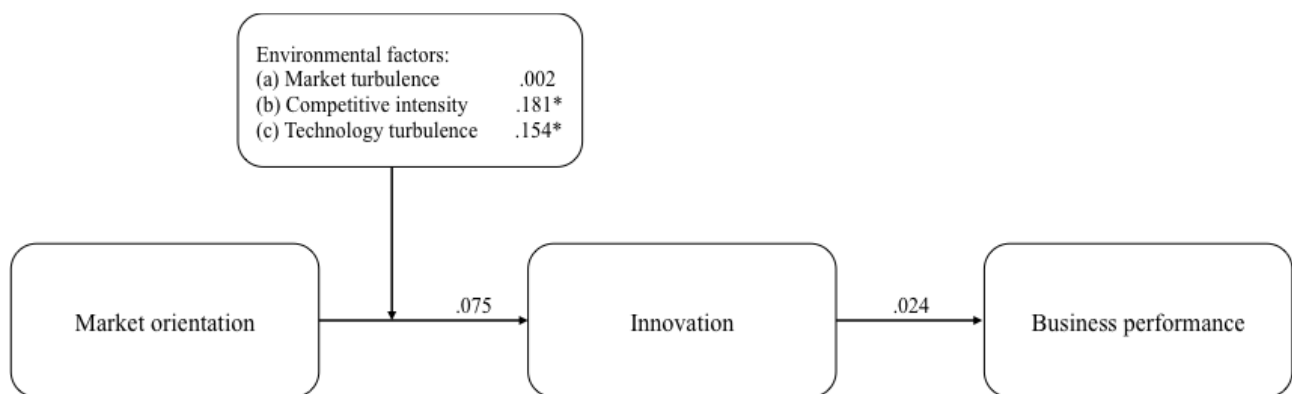 Environmental factors:
(a) Market turbulence .002
(b) Competitive intensity .181*
(c) Technology turbulence .154*
Market orientation
.075
Innovation
.024
Business performance